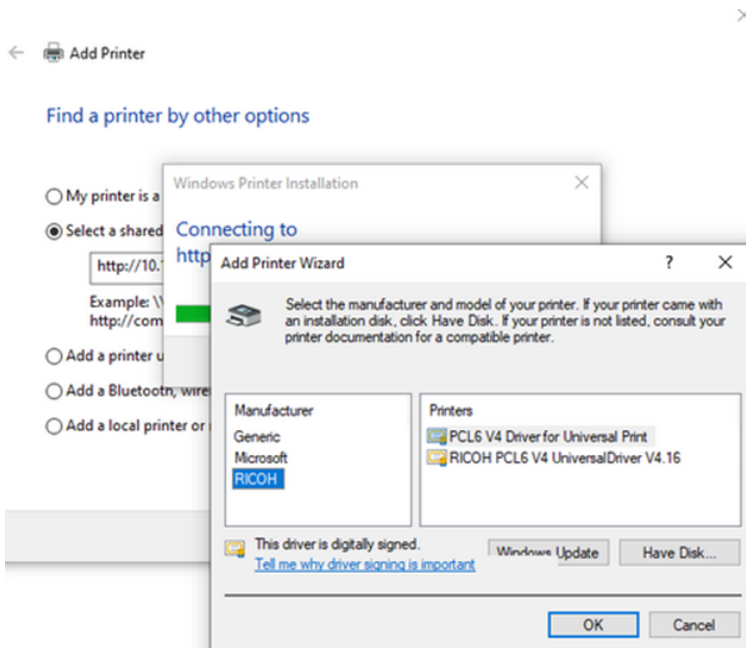 Add Printer
Find a printer by other options
My printer is a
Select a shared
http://10.
Example: \\
http://com
Add a printer u
Add a Bluetooth, wire
Add a local printer or
Windows Printer Installation
Connecting to
http
Add Printer Wizard
?
Select the manufacturer and model of your printer. If your printer came with
an installation disk, click Have Disk. If your printer is not listed, consult your
printer documentation for a compatible printer.
Manufacturer
Generic
Microsoft
RICOH
Printers
PCL6 V4 Driver for Universal Print
RICOH PCL6 V4 UniversalDriver V4.16
This driver is digitally signed.
Tell me why driver signing is important
Windows Update
Have Disk...
OK
Cancel